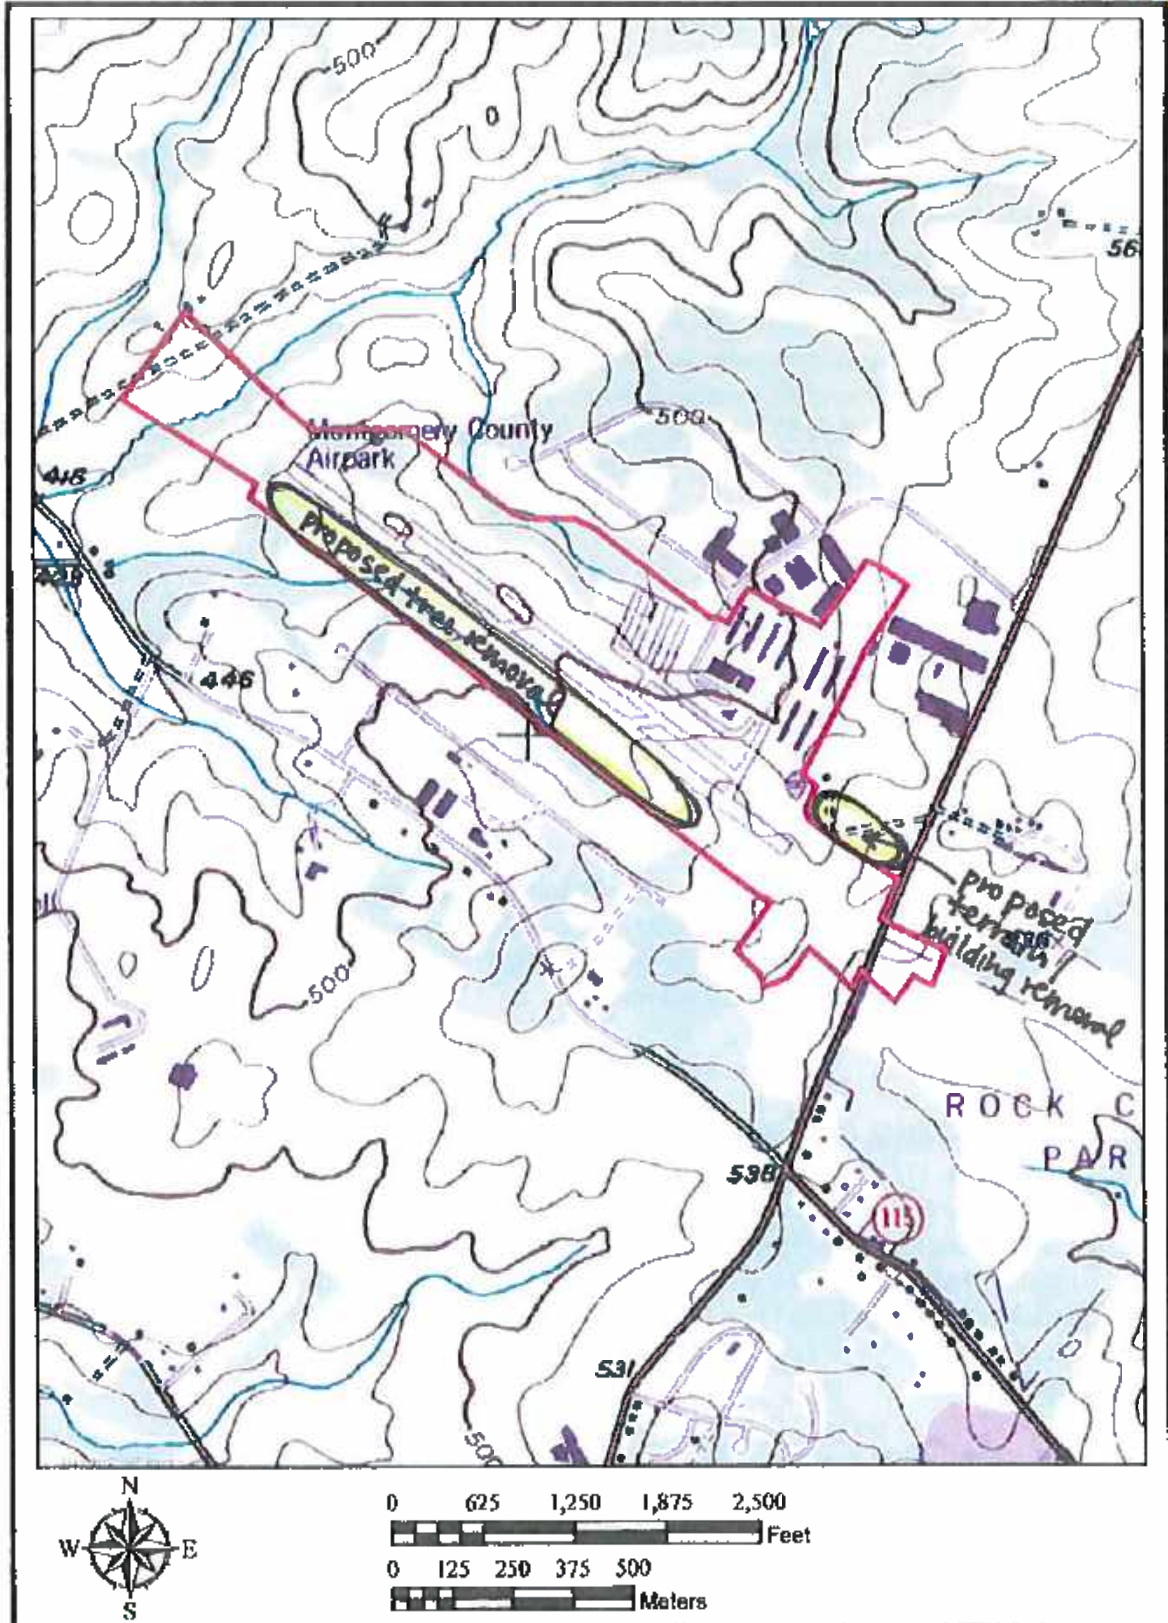 500
56
500
Montgomery County
Airpark
416
proposed tree removal
446
proposed
terrain/
building removal
500
ROCK C
PAR
538
115
531
500
N
W E
S
0 625 1,250 1,875 2,500
Feet
0 125 250 375 500
Meters